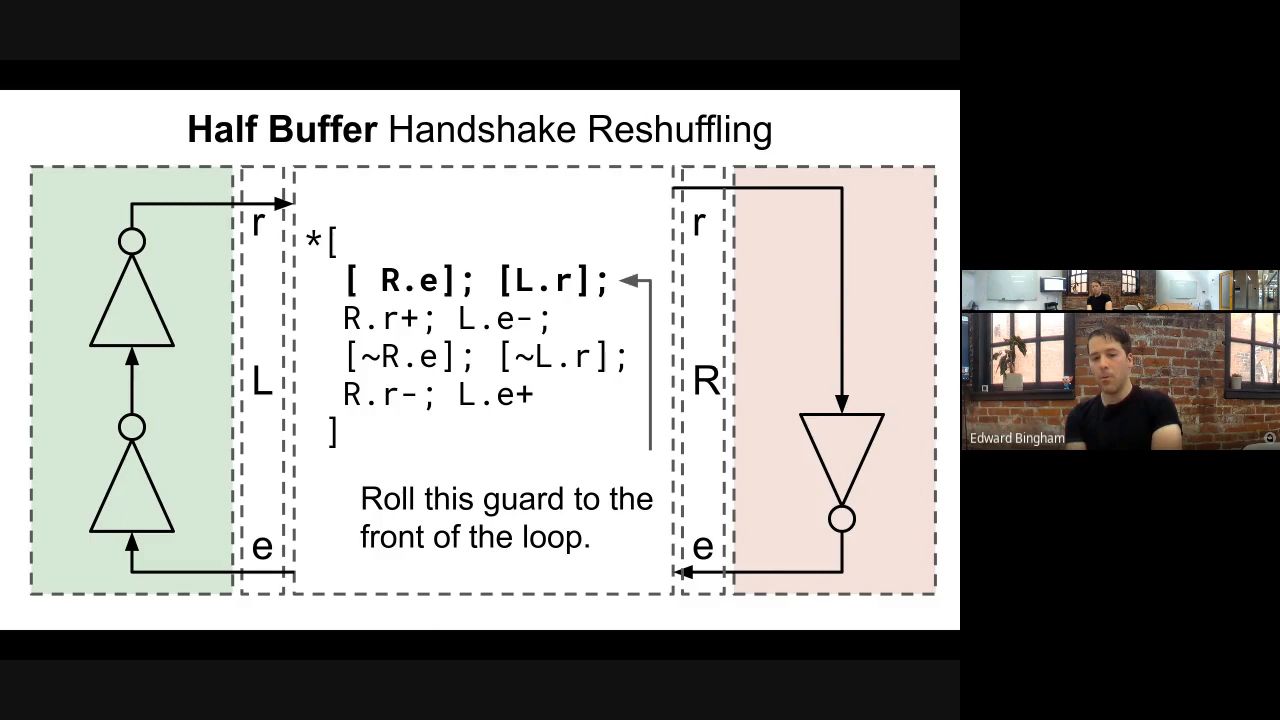 Half Buffer Handshake Reshuffling
r
r
*[
[ R.e]; [L.r];
R.r+; L.e-;
[~R.e]; [~L.r];
R.r-; L.e+
]
L
R
Roll this guard to the
front of the loop.
e
e
Edward Bingham